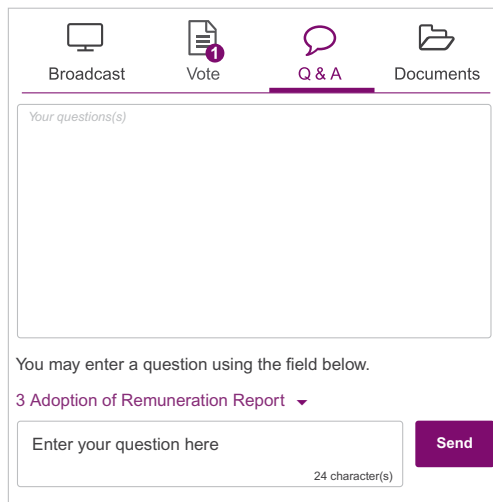 1
Broadcast
Vote
Q & A
Documents
Your questions(s)
You may enter a question using the field below.
3 Adoption of Remuneration Report
Enter your question here
Send
24 character(s)